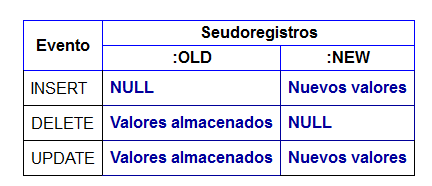 Evento Seudoregistros
:OLD :NEW
INSERT NULL Nuevos valores
DELETE Valores almacenados NULL
UPDATE Valores almacenados Nuevos valores